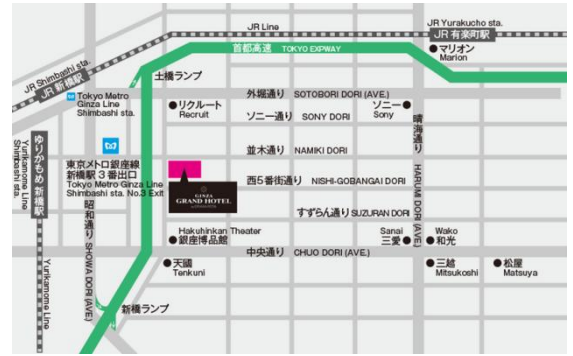 JR Line
JR Yurakucho sta.
JR 有楽町駅
首都高速 TOKYO EXPWAY
マリオン
Marion
JR Shimbashi sta.
JR 新橋駅
土橋ランプ
Tokyo Metro
Ginza Line
Shimbashi sta.
外堀通り SOTOBORI DORI (AVE.)
リクルート
Recruit
ソニー
Sony
ソニー通り SONY DORI
晴海通り HARUMI DORI (AVE.)
並木通り NAMIKI DORI
東京メトロ銀座線
新橋駅3番出口
Tokyo Metro Ginza Line
Shimbashi sta. No.3 Exit
西5番街通り NISHI-GOBANGAI DORI
GINZA
GRAND HOTEL
すずらん通り SUZURAN DORI
ゆりかもめ 新橋駅
Yurikamome Line
Shimbashi sta.
Yurikamome Line
昭和通り SHOWA DORI (AVE.)
Hakuhinkan Theater
銀座博品館
Sanai
三愛
Wako
和光
中央通り CHUO DORI (AVE.)
天國
Tenkuni
三越
Mitsukoshi
松屋
Matsuya
新橋ランプ